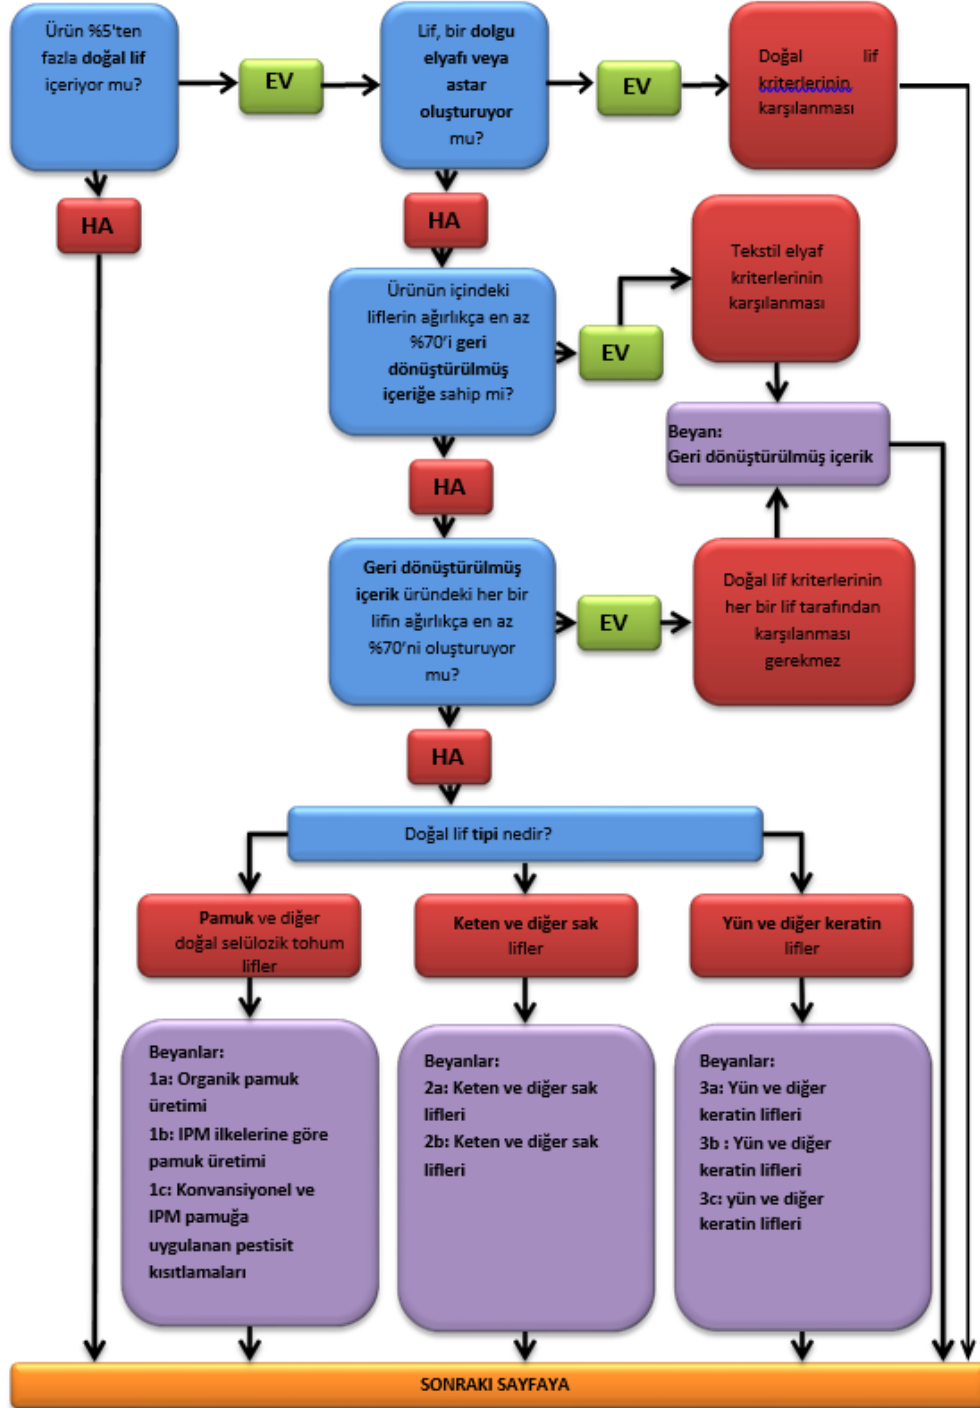 Ürün %5'ten
fazla doğal lif
içeriyor mu?
EV
Lif, bir dolgu
elyafı veya
astar
oluşturuyor
mu?
EV
Doğal lif
kriterlerinin
karşılanması
HA
HA
Ürünün içindeki
liflerin ağırlıkça en az
%70'i geri
dönüştürülmüş
içeriğe sahip mi?
EV
Tekstil elyaf
kriterlerinin
karşılanması
Beyan:
Geri dönüştürülmüş içerik
HA
Geri dönüştürülmüş
içerik üründeki her bir
lifin ağırlıkça en az
%70'ni oluşturuyor
mu?
EV
Doğal lif kriterlerinin
her bir lif tarafından
karşılanması
gerekmez
HA
Doğal lif tipi nedir?
Pamuk ve diğer
doğal selülozik tohum
lifler
Keten ve diğer sak
lifler
Yün ve diğer keratin
lifler
Beyanlar:
1a: Organik pamuk
üretimi
1b: IPM ilkelerine göre
pamuk üretimi
1c: Konvansiyonel ve
IPM pamuğa
uygulanan pestisit
kısıtlamaları
Beyanlar:
2a: Keten ve diğer sak
lifleri
2b: Keten ve diğer sak
lifleri
Beyanlar:
3a: Yün ve diğer
keratin lifleri
3b : Yün ve diğer
keratin lifleri
3c: yün ve diğer
keratin lifleri
SONRAKI SAYFAYA